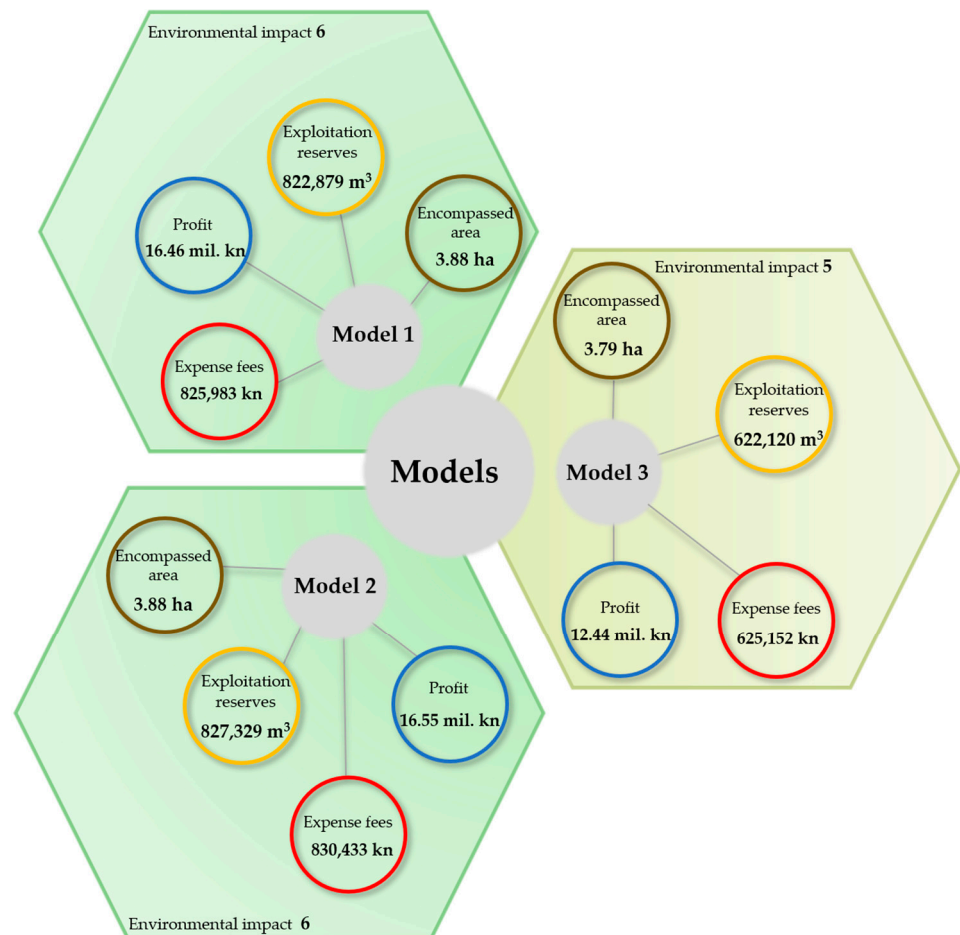 Environmental impact 6
Exploitation
reserves
822,879 m³
Profit
16.46 mil. kn
Encompassed
area
3.88 ha
Model 1
Expense fees
825,983 kn
Models
Environmental impact 5
Encompassed
area
3.79 ha
Exploitation
reserves
622,120 m³
Model 3
Profit
12.44 mil. kn
Expense fees
625,152 kn
Encompassed
area
3.88 ha
Model 2
Exploitation
reserves
827,329 m³
Profit
16.55 mil. kn
Expense fees
830,433 kn
Environmental impact 6